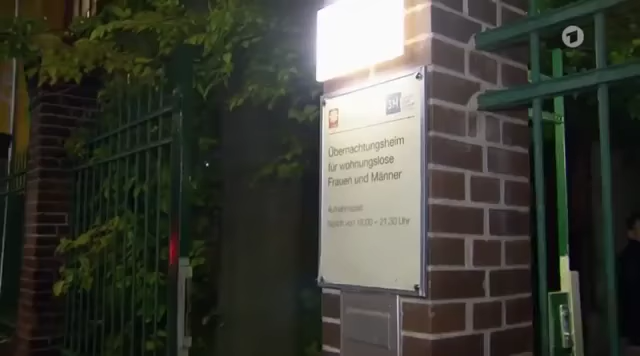 Übernachtungsheim
für wohnungslose
Frauen und Männer
Aufnahmezeit
täglich von 19.00 – 21.30 Uhr